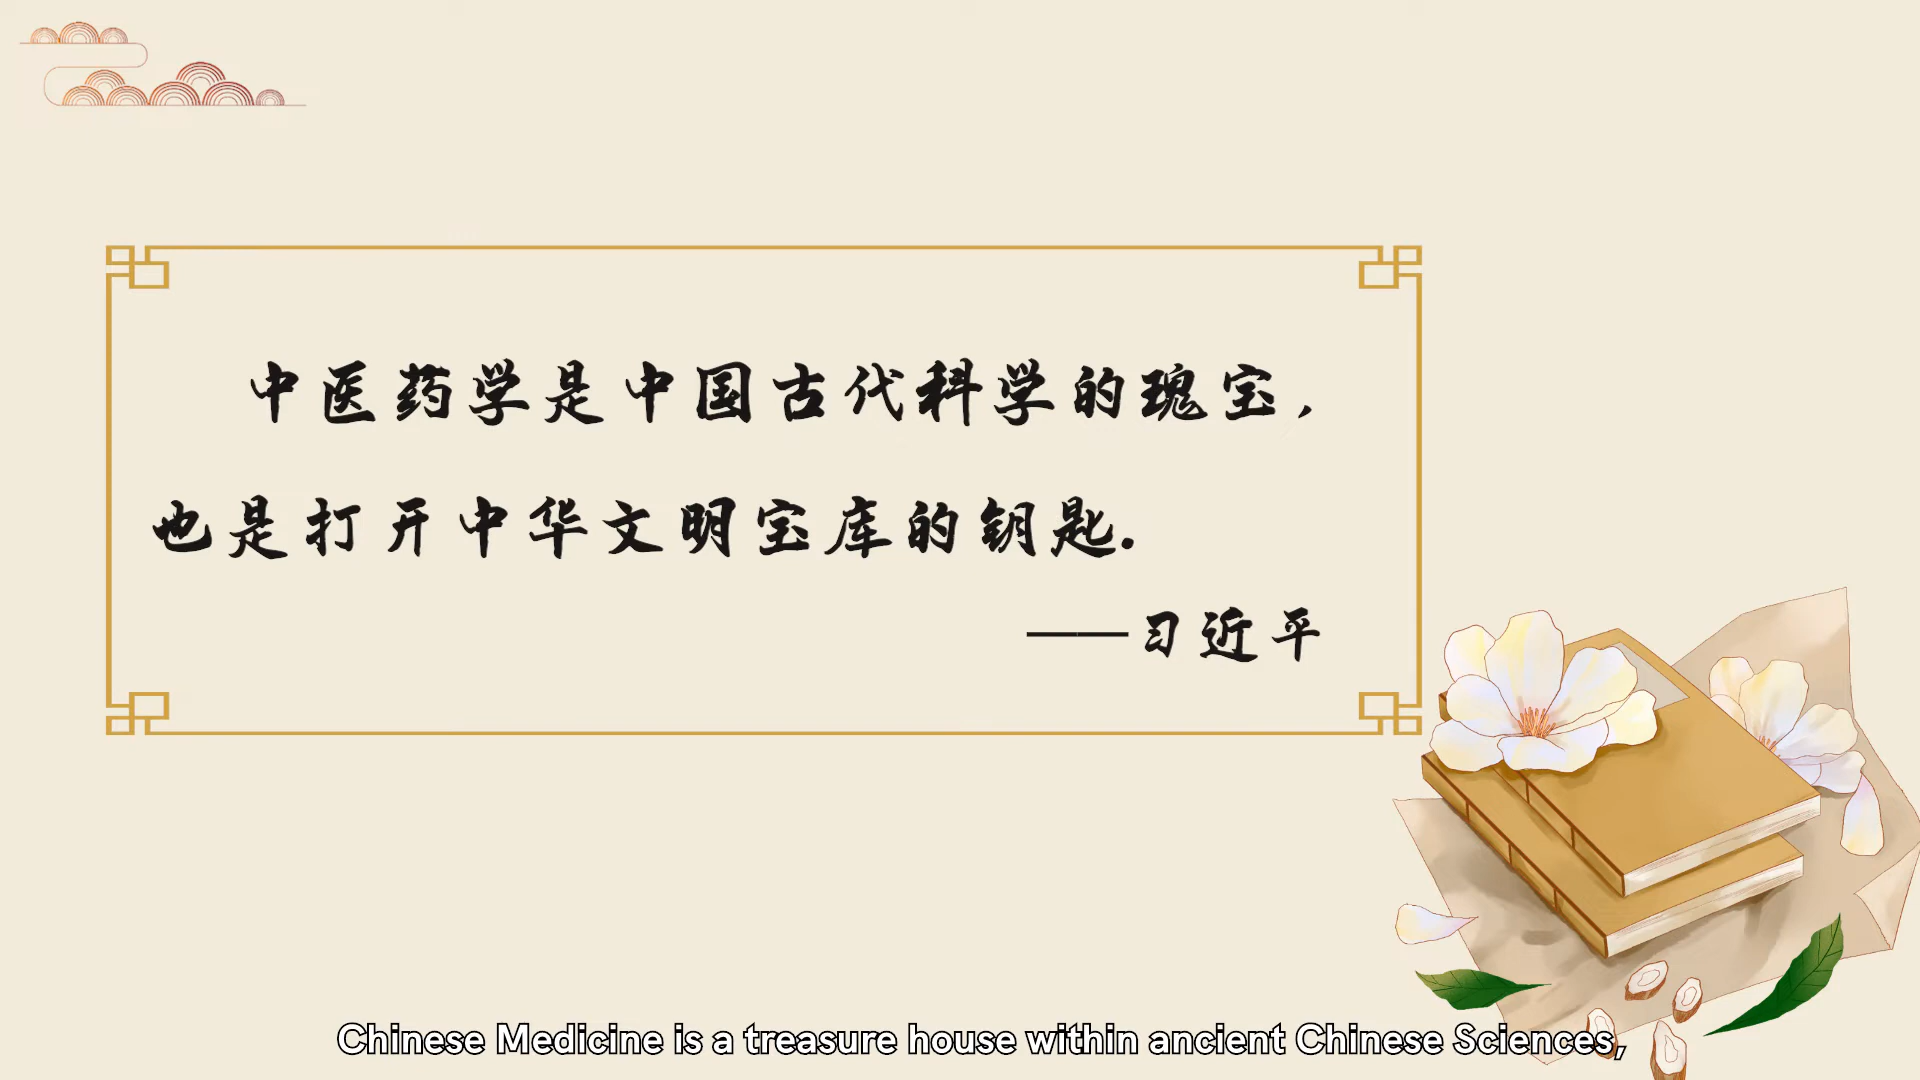 中医药学是中国古代科学的瑰宝，
也是打开中华文明宝库的钥匙.
——习近平
Chinese Medicine is a treasure house within ancient Chinese Sciences,